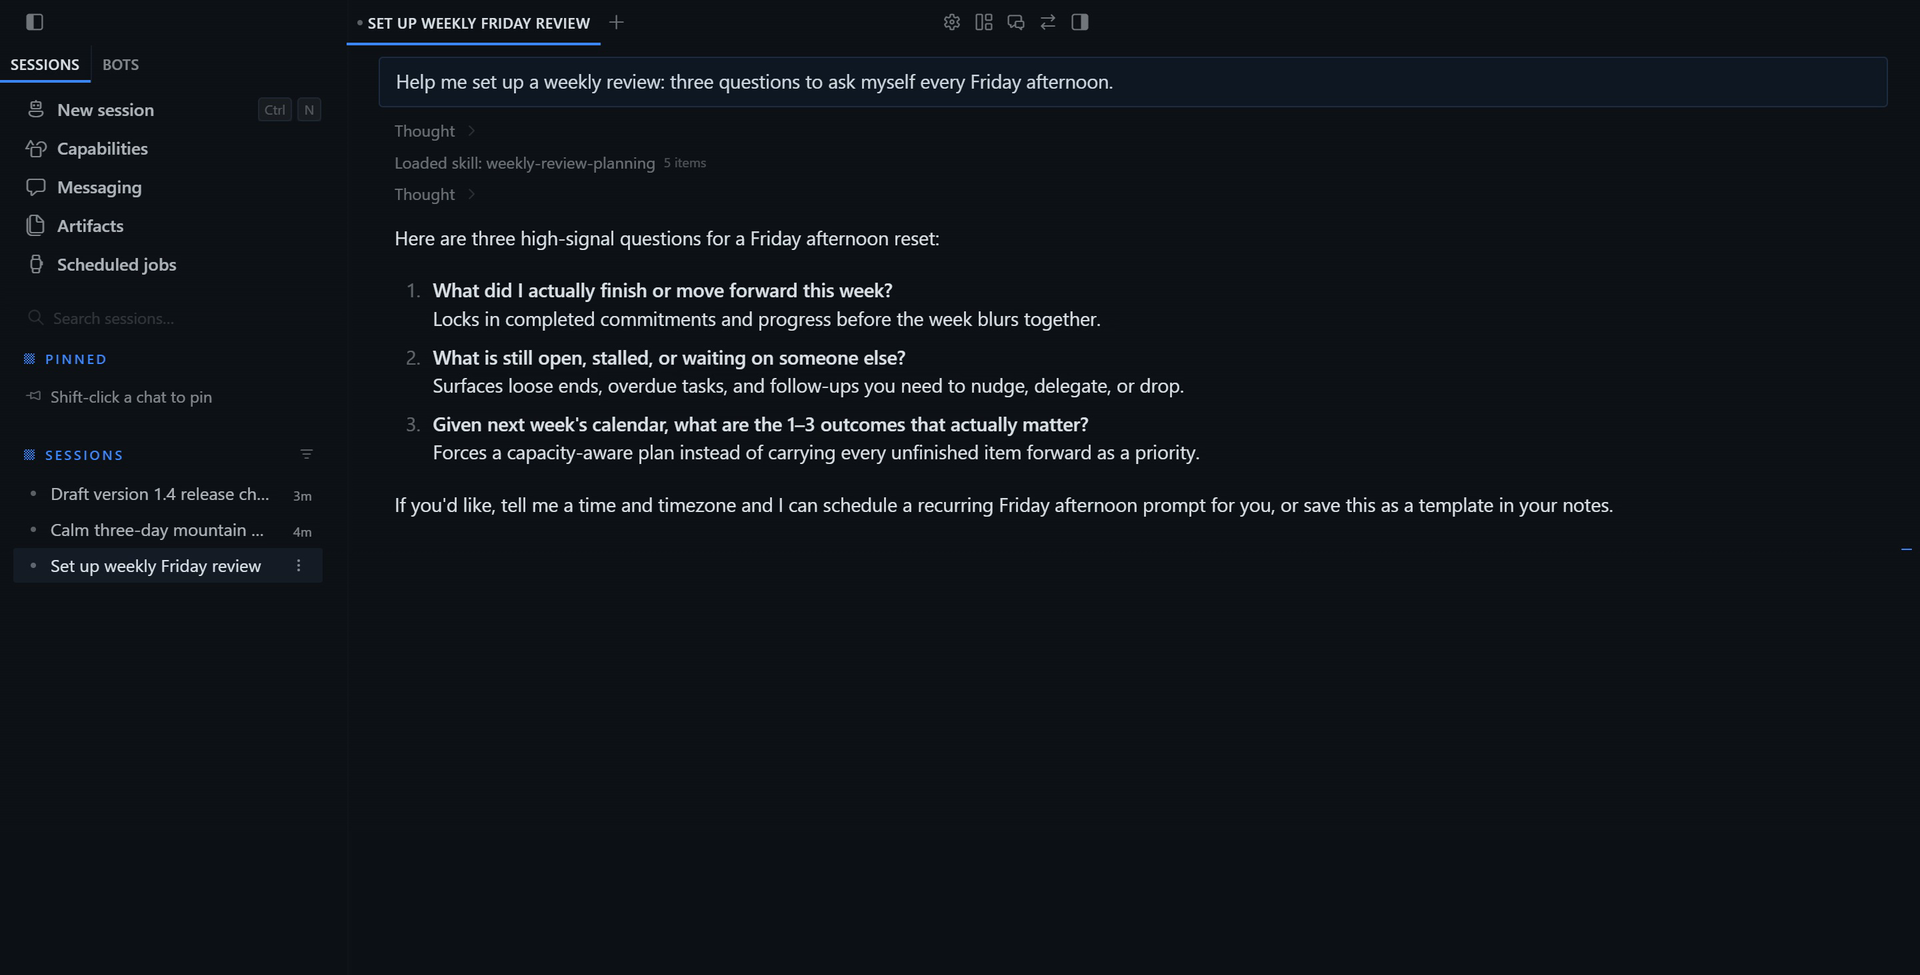 SESSIONS
BOTS
New session
Ctrl N
Capabilities
Messaging
Artifacts
Scheduled jobs
Search sessions...
PINNED
Shift-click a chat to pin
SESSIONS
Draft version 1.4 release ch... 3m
Calm three-day mountain ... 4m
Set up weekly Friday review
SET UP WEEKLY FRIDAY REVIEW
Help me set up a weekly review: three questions to ask myself every Friday afternoon.
Thought
Loaded skill: weekly-review-planning 5 items
Thought
Here are three high-signal questions for a Friday afternoon reset:
1. What did I actually finish or move forward this week?
Locks in completed commitments and progress before the week blurs together.
2. What is still open, stalled, or waiting on someone else?
Surfaces loose ends, overdue tasks, and follow-ups you need to nudge, delegate, or drop.
3. Given next week's calendar, what are the 1–3 outcomes that actually matter?
Forces a capacity-aware plan instead of carrying every unfinished item forward as a priority.
If you'd like, tell me a time and timezone and I can schedule a recurring Friday afternoon prompt for you, or save this as a template in your notes.